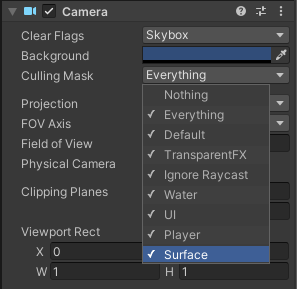 Camera
Clear Flags Skybox
Background
Culling Mask Everything
Nothing
Projection
Everything
FOV Axis
Default
Field of View
TransparentFX
Physical Camera
Ignore Raycast
Clipping Planes
Water
UI
Viewport Rect
Player
X 0
Surface
W 1 H 1